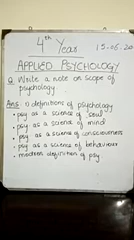 4th Year
15-06-20
APPLIED PSYCHOLOGY
Q Write a note on scope of
psychology.
Ans: 1) definitions of psychology
• psy as a science of soul
• psy as a science of mind
• psy as a science of consciousness
• psy as a science of behaviour
• modern definition of psy